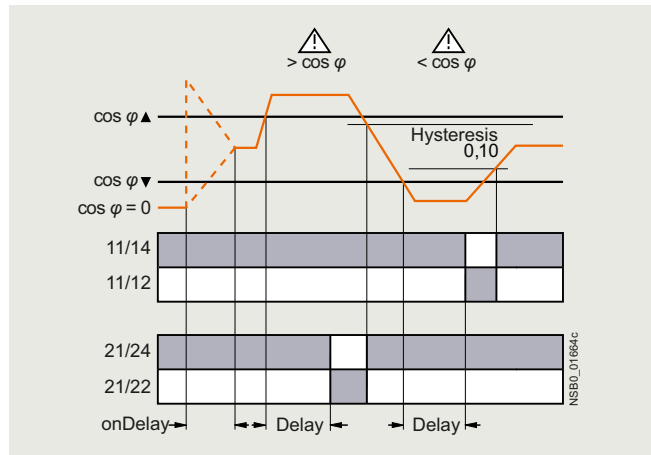 > cos φ
< cos φ
cos φ▲
Hysteresis
0,10
cos φ▼
cos φ = 0
11/14
11/12
21/24
21/22
onDelay
Delay
Delay
NSB0_01664c